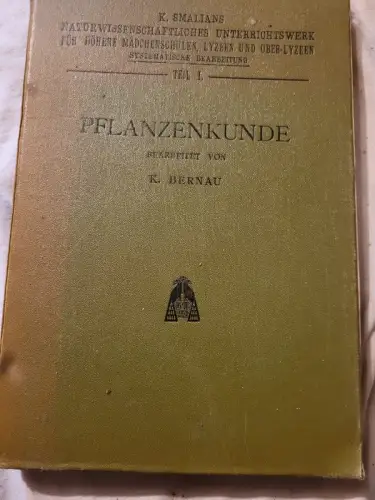 K. SMALIANS
NATURWISSENSCHAFTLICHES UNTERRICHTSWERK
FÜR HÖHERE MÄDCHENSCHULEN, LYZEEN UND OBER-LYZEEN
SYSTEMATISCHE BEARBEITUNG
TEIL I.
PFLANZENKUNDE
BEARBEITET VON
K. BERNAU